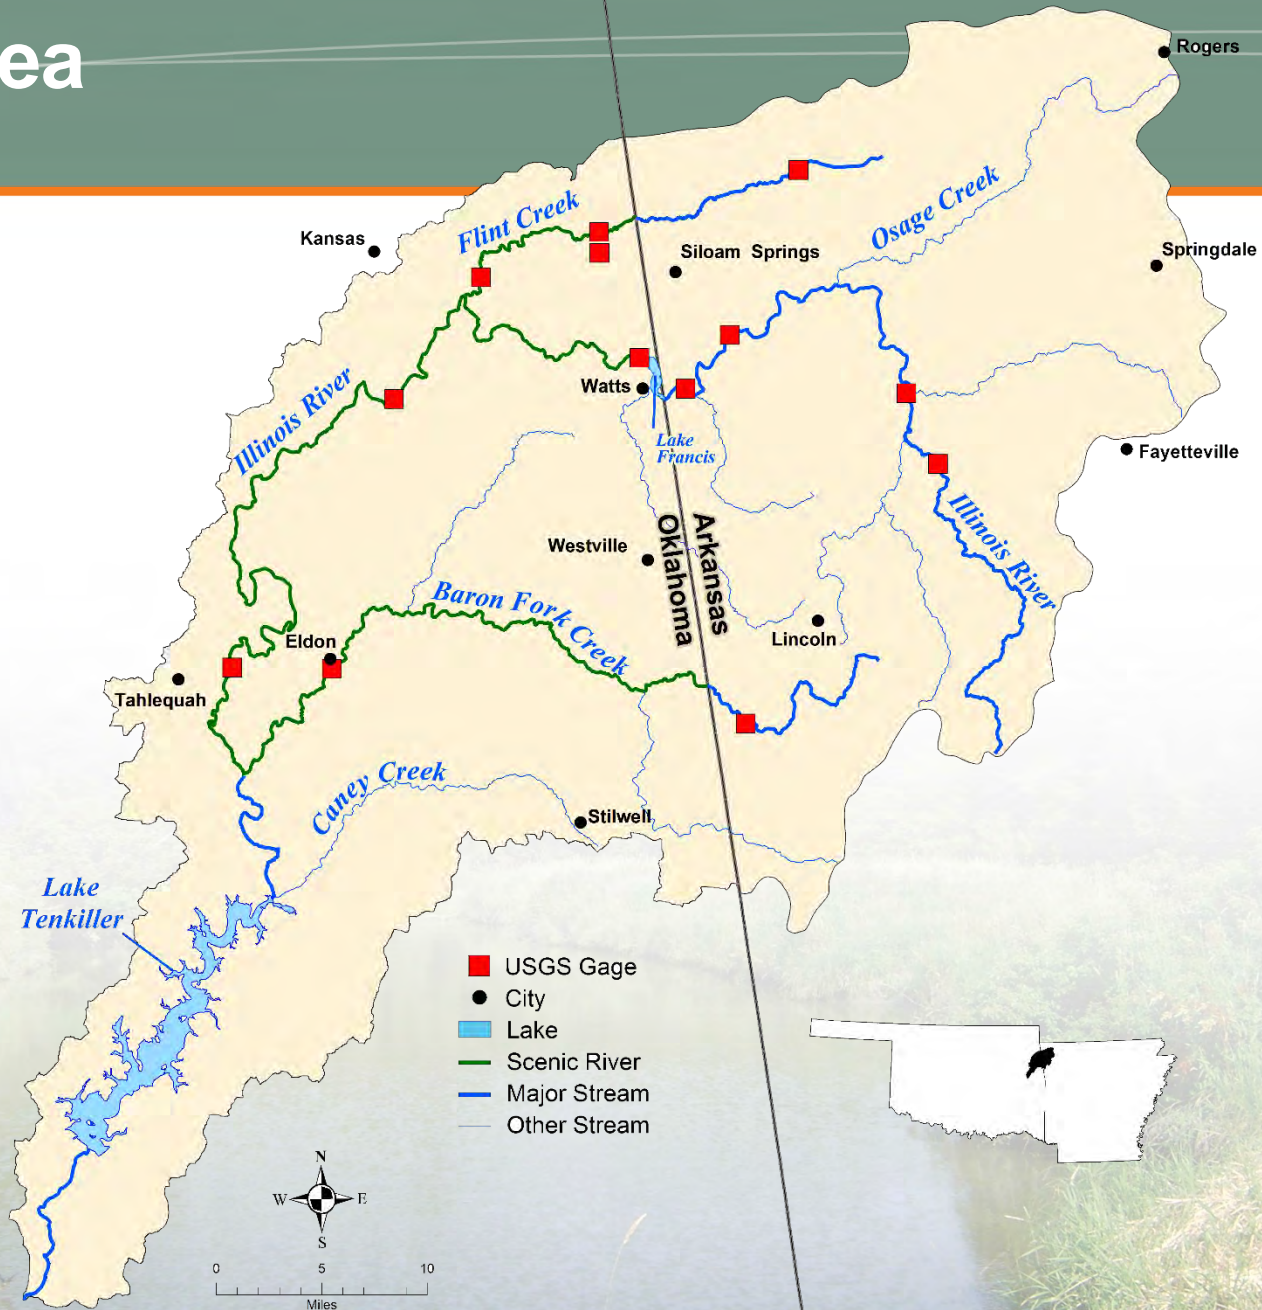 ea
Rogers
Osage Creek
Flint Creek
Kansas
Siloam Springs
Springdale
Watts
Illinois River
Lake
Francis
Fayetteville
Illinois River
Arkansas
Oklahoma
Westville
Baron Fork Creek
Lincoln
Eldon
Tahlequah
Caney Creek
Stilwell
Lake
Tenkiller
USGS Gage
City
Lake
Scenic River
Major Stream
Other Stream
N
W E
S
0 5 10
Miles